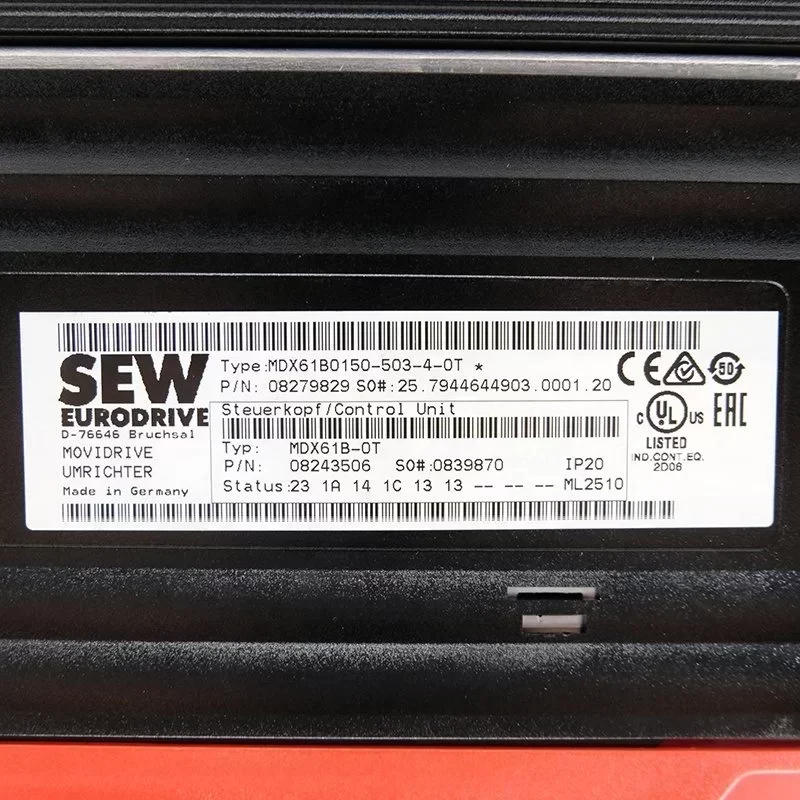 SEW
EURODRIVE
D-76646 Bruchsal
MOVIDRIVE
UMRICHTER
Made in Germany
Type:MDX61B0150-503-4-0T *
P/N: 08279829 SO#: 25.7944644903.0001.20
Steuerkopf/Control Unit
Typ: MDX61B-0T
P/N: 08243506 SO#:0839870 IP20
Status:23 1A 14 1C 13 13 -- -- -- ML2510
CE 50
C UL US EAC
LISTED
IND.CONT.EQ.
2D06